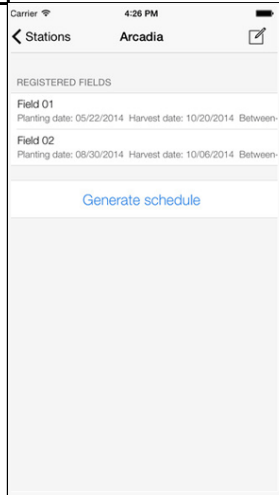 Carrier 4:26 PM
Stations Arcadia
REGISTERED FIELDS
Field 01
Planting date: 05/22/2014 Harvest date: 10/20/2014 Between-
Field 02
Planting date: 08/30/2014 Harvest date: 10/06/2014 Between-
Generate schedule